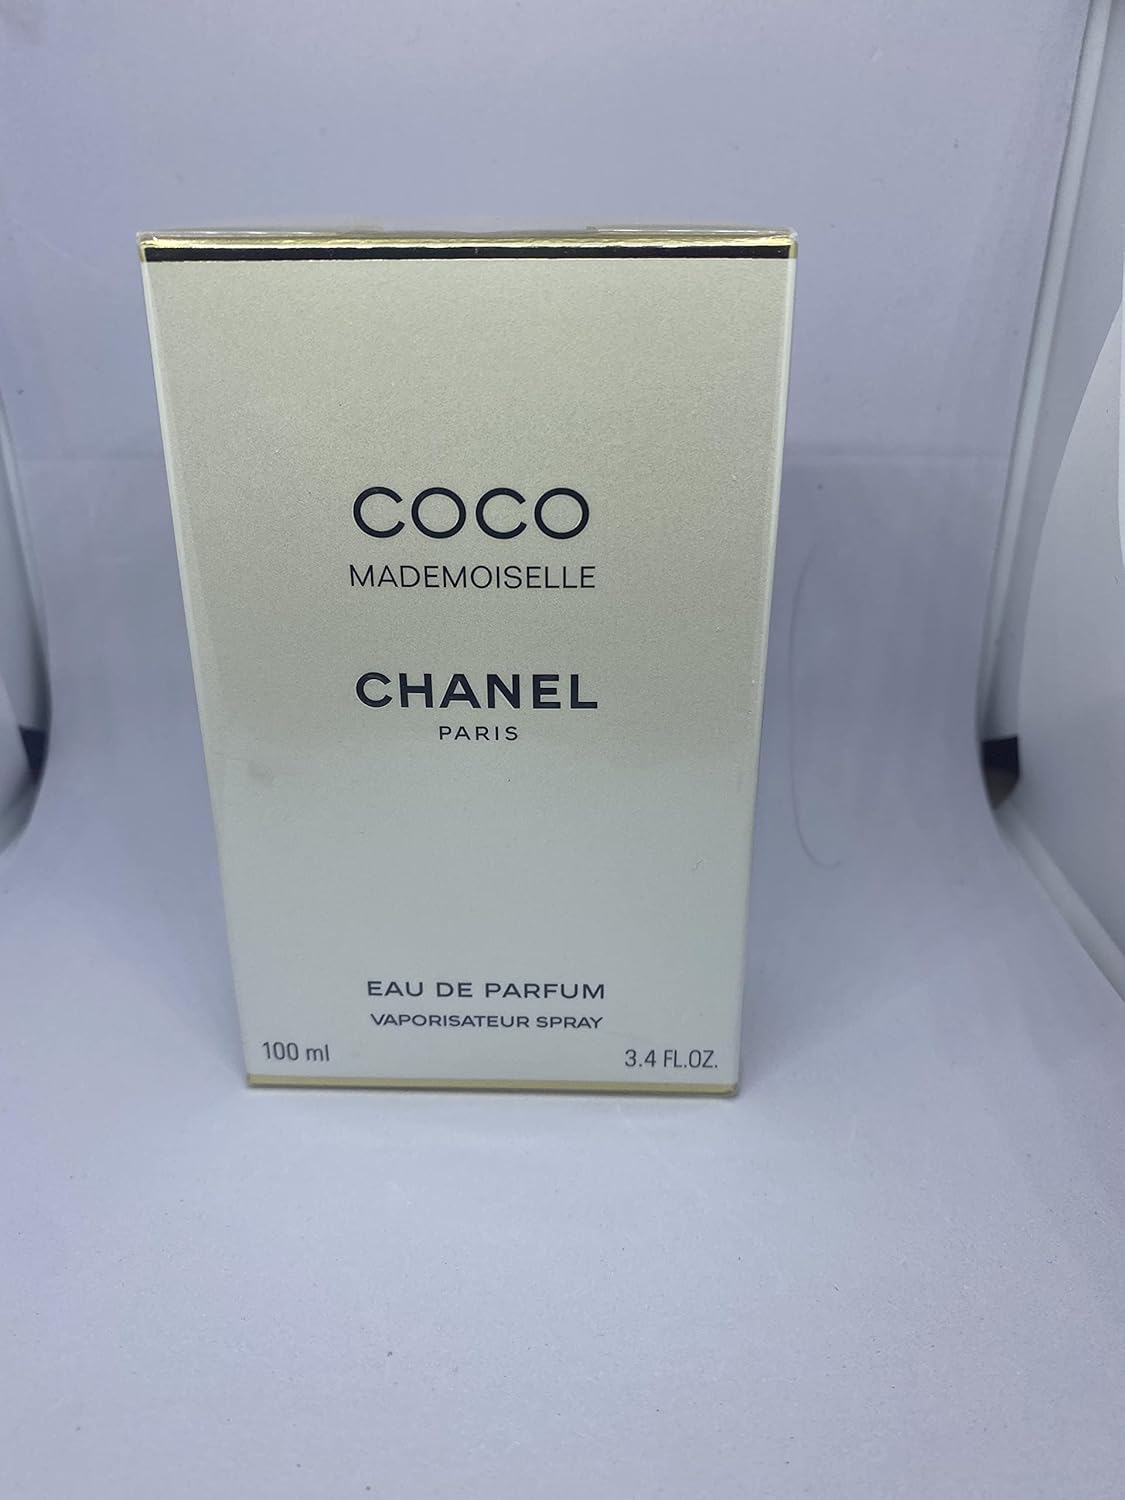 COCO
MADEMOISELLE
CHANEL
PARIS
EAU DE PARFUM
VAPORISATEUR SPRAY
100 ml 3.4 FL.OZ.